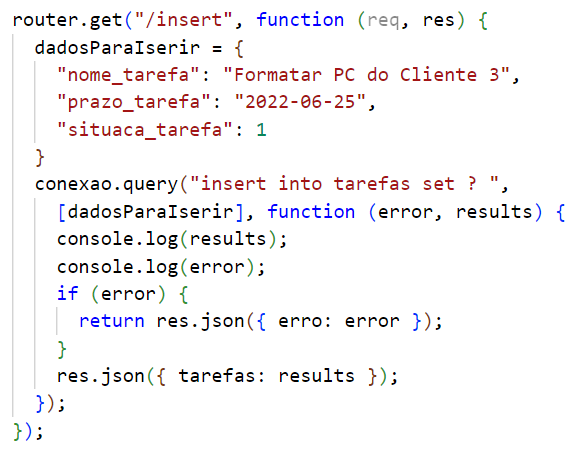 router.get("/insert", function (req, res) {
  dadosParaIserir = {
    "nome_tarefa": "Formatar PC do Cliente 3",
    "prazo_tarefa": "2022-06-25",
    "situaca_tarefa": 1
  }
  conexao.query("insert into tarefas set ? ",
    [dadosParaIserir], function (error, results) {
    console.log(results);
    console.log(error);
    if (error) {
      return res.json({ erro: error });
    }
    res.json({ tarefas: results });
  });
});